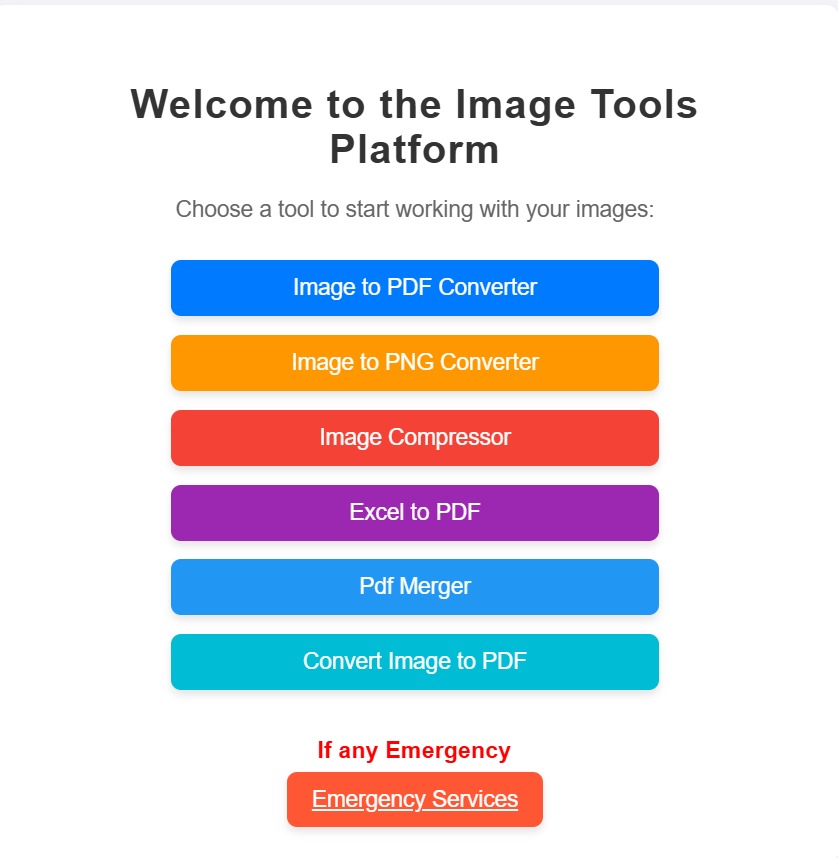 Welcome to the Image Tools
Platform
Choose a tool to start working with your images:
Image to PDF Converter
Image to PNG Converter
Image Compressor
Excel to PDF
Pdf Merger
Convert Image to PDF
If any Emergency
Emergency Services